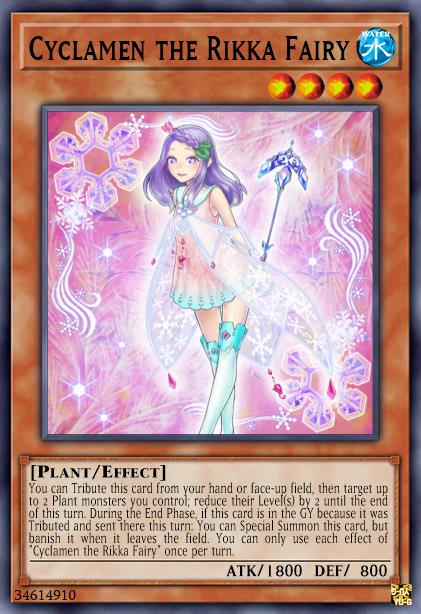 Cyclamen the Rikka Fairy
WATER
水
[Plant/Effect]
You can Tribute this card from your hand or face-up field, then target up
to 2 Plant monsters you control; reduce their Level(s) by 2 until the end
of this turn. During the End Phase, if this card is in the GY because it was
Tributed and sent there this turn: You can Special Summon this card, but
banish it when it leaves the field. You can only use each effect of
"Cyclamen the Rikka Fairy" once per turn.
ATK/1800 DEF/ 800
34614910